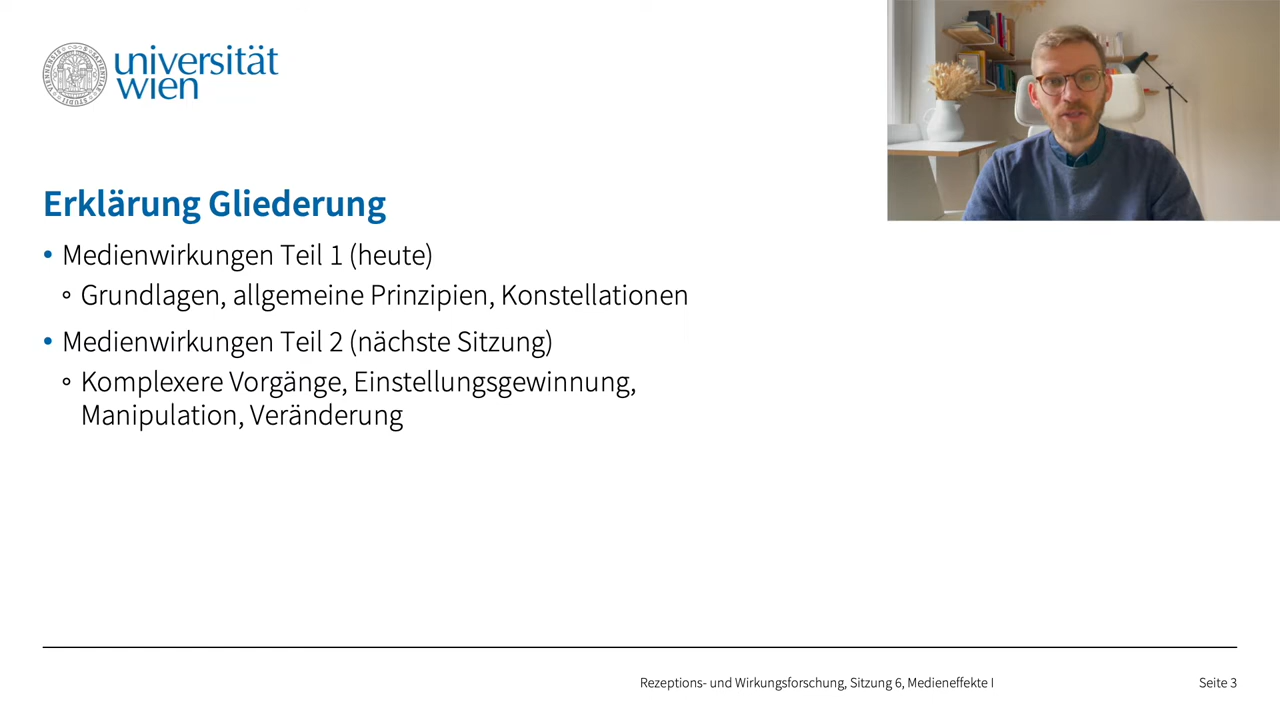 universität
wien
Erklärung Gliederung
• Medienwirkungen Teil 1 (heute)
◦ Grundlagen, allgemeine Prinzipien, Konstellationen
• Medienwirkungen Teil 2 (nächste Sitzung)
◦ Komplexere Vorgänge, Einstellungsgewinnung,
Manipulation, Veränderung
Rezeptions- und Wirkungsforschung, Sitzung 6, Medieneffekte I
Seite 3